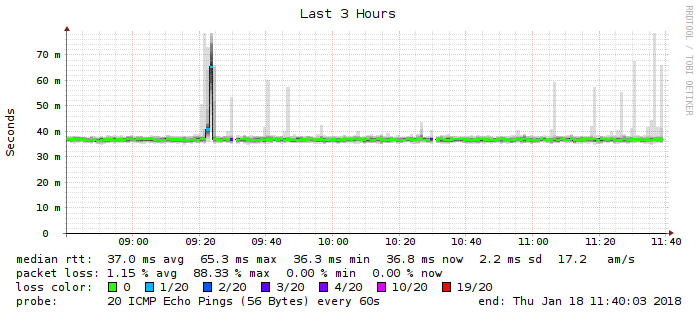 Last 3 Hours
RRDTOOL / TOBI OETIKER
Seconds
70 m
60 m
50 m
40 m
30 m
20 m
10 m
0
09:00 09:20 09:40 10:00 10:20 10:40 11:00 11:20 11:40
median rtt: 37.0 ms avg 65.3 ms max 36.3 ms min 36.8 ms now 2.2 ms sd 17.2 am/s
packet loss: 1.15 % avg 88.33 % max 0.00 % min 0.00 % now
loss color: 0 1/20 2/20 3/20 4/20 10/20 19/20
probe: 20 ICMP Echo Pings (56 Bytes) every 60s end: Thu Jan 18 11:40:03 2018